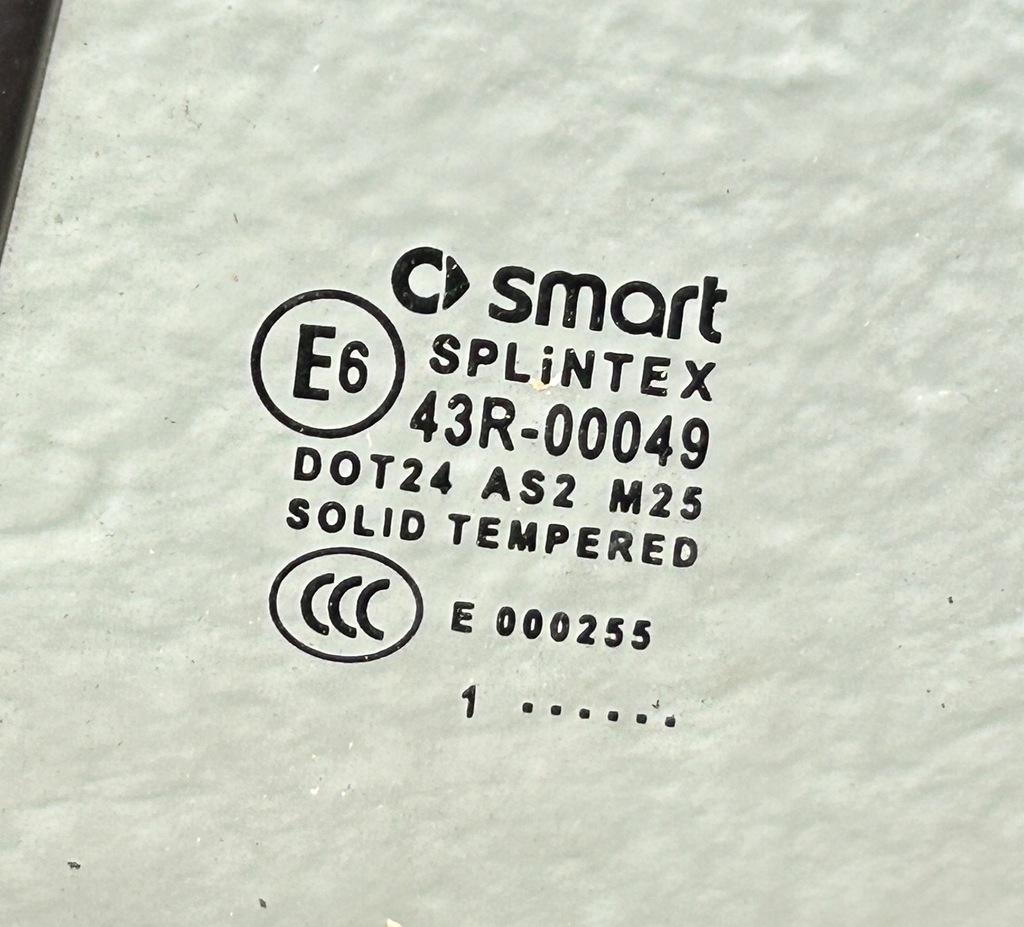 smart
SPLiNTEX
E6
43R-00049
DOT24 AS2 M25
SOLID TEMPERED
CCC E 000255
1 . . . . . .